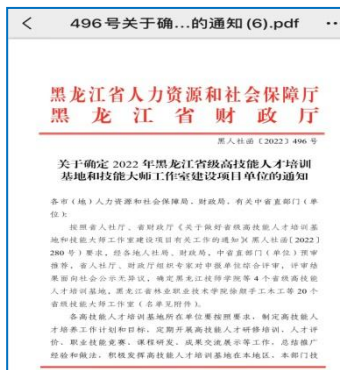 496号关于确...的通知(6).pdf
黑龙江省人力资源和社会保障厅
黑龙江省财政厅
黑人社函〔2022〕496号
关于确定2022年黑龙江省级高技能人才培训
基地和技能大师工作室建设项目单位的通知
各市（地）人力资源和社会保障局、财政局，有关中省直部门（单
位）：
按照省人社厅、省财政厅《关于做好省级高技能人才培训基
地和技能大师工作室建设项目有关工作的通知》（黑人社函〔2022〕
280号）要求，经各地人社局、财政局，中省直部门（单位）预审
推荐，省人社厅、财政厅组织专家对申报单位综合评审，评审结
果面向社会公示无异议，确定黑龙江技师学院等4个省级高技能
人才培训基地，黑龙江省林业职业技术学院徐顺手工木工等20个
省级技能大师工作室（名单见附件）。
各高技能人才培训基地所在单位要按照要求，制定高技能人
才培养工作计划和目标，定期开展高技能人才研修培训、人才评
价、职业技能竞赛、课程研发、成果交流展示等工作，总结推广
经验和做法，积极发挥高技能人才培训基地在本地区、本部门技